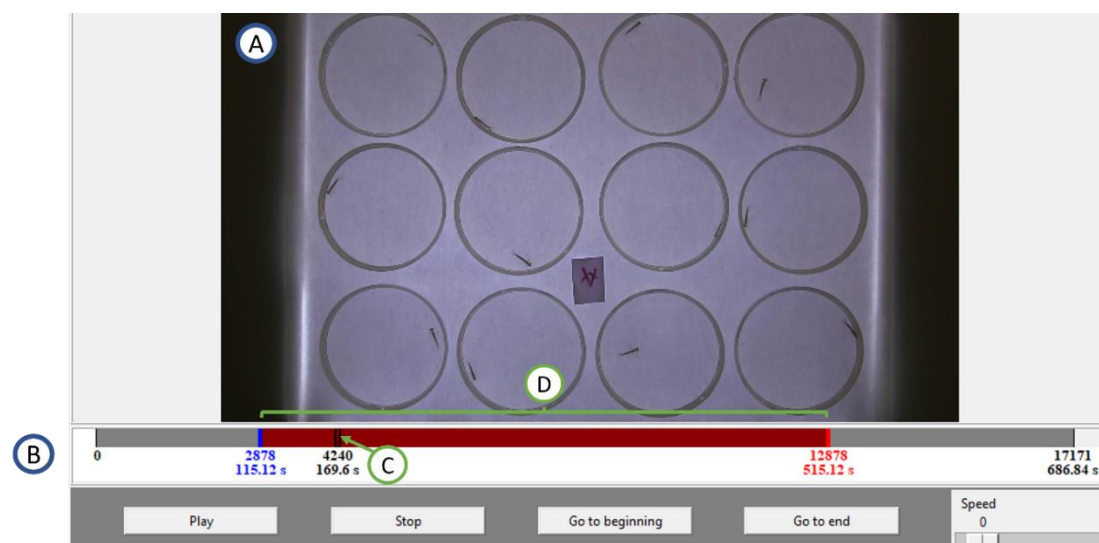 A
D
B
C
0
2878
115.12 s
4240
169.6 s
12878
515.12 s
17171
686.84 s
Play
Stop
Go to beginning
Go to end
Speed
0